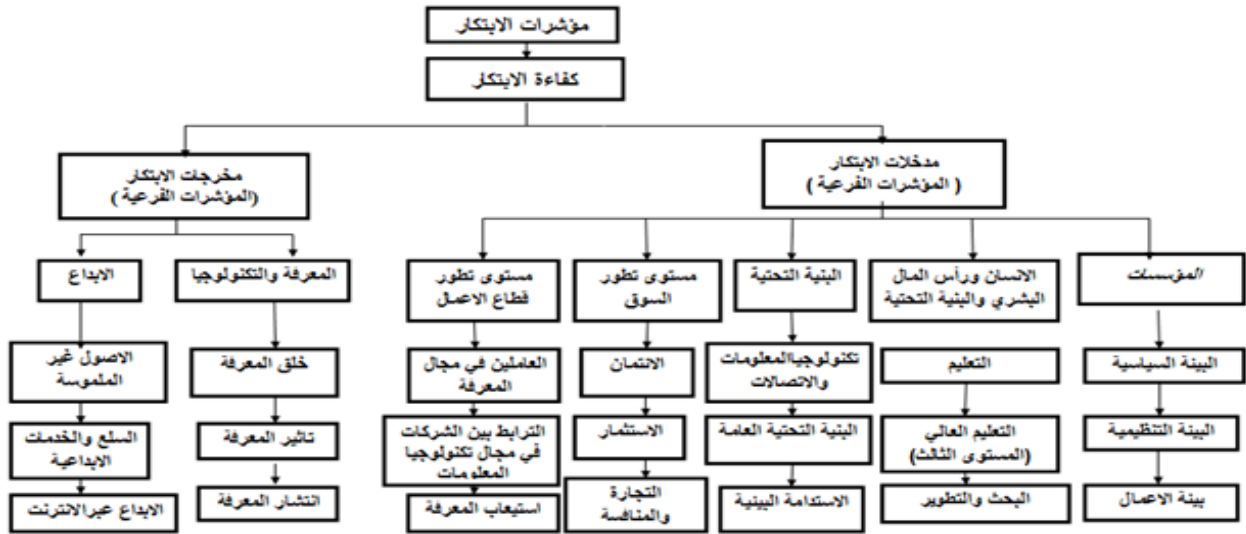 مؤشرات الابتكار
كفاءة الابتكار
مدخلات الابتكار
( المؤشرات الفرعية )
مخرجات الابتكار
(المؤشرات الفرعية )
المؤسسات
الانسان ورأس المال
البشري والبنية التحتية
البنية التحتية
مستوى تطور
السوق
مستوى تطور
قطاع الاعمال
المعرفة والتكنولوجيا
الابداع
البيئة السياسية
التعليم
تكنولوجياالمعلومات
والاتصالات
الائتمان
العاملين في مجال
المعرفة
خلق المعرفة
الاصول غير
الملموسة
البيئة التنظيمية
التعليم العالي
(المستوى الثالث)
البنية التحتية العامة
الاستثمار
الترابط بين الشركات
في مجال تكنولوجيا
المعلومات
تاثير المعرفة
السلع والخدمات
الابداعية
بيئة الاعمال
البحث والتطوير
الاستدامة البيئية
التجارة
والمنافسة
استيعاب المعرفة
انتشار المعرفة
الابداع عبرالانترنت